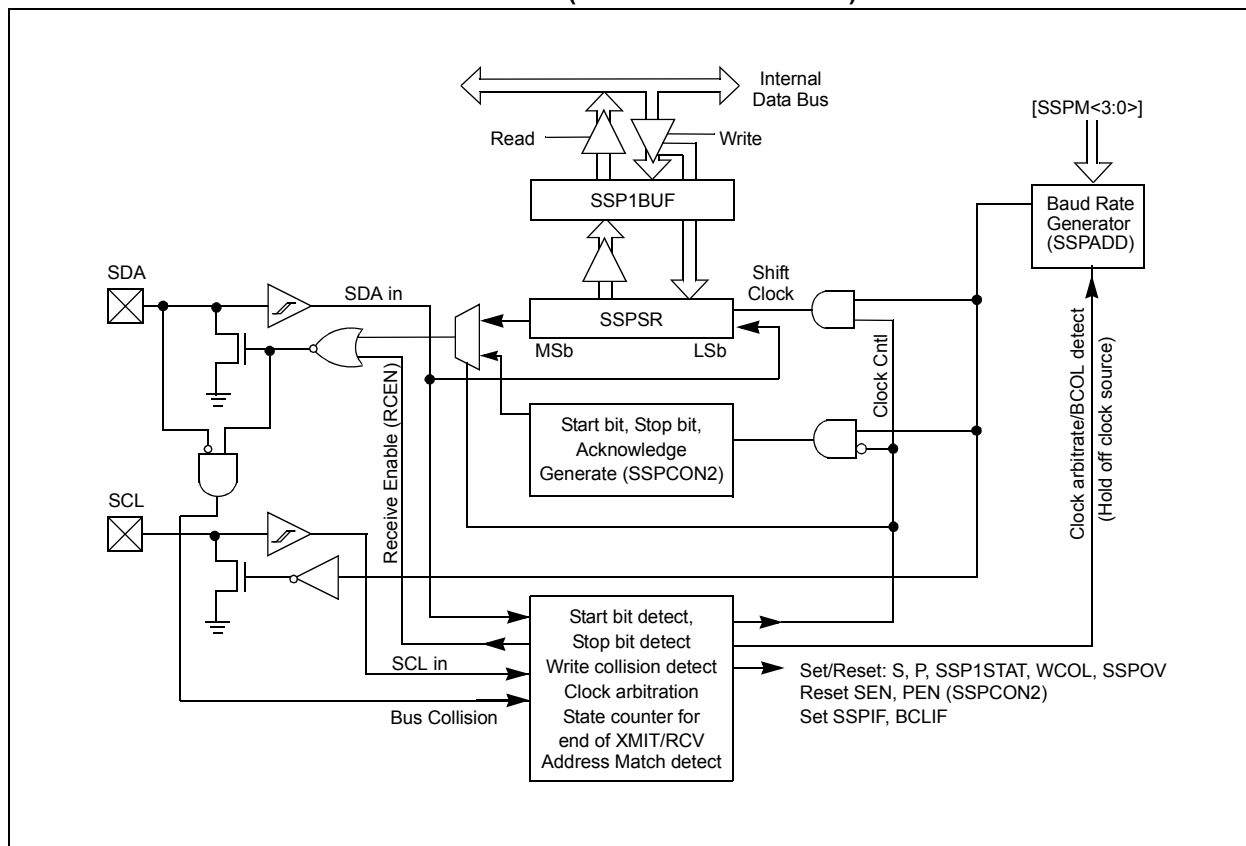 Internal
Data Bus
[SSPM<3:0>]
Read
Write
SSP1BUF
Baud Rate
Generator
(SSPADD)
SDA
SDA in
Shift
Clock
SSPSR
MSb
LSb
Receive Enable (RCEN)
Clock Cntl
Clock arbitrate/BCOL detect
(Hold off clock source)
Start bit, Stop bit,
Acknowledge
Generate (SSPCON2)
SCL
SCL in
Bus Collision
Start bit detect,
Stop bit detect
Write collision detect
Clock arbitration
State counter for
end of XMIT/RCV
Address Match detect
Set/Reset: S, P, SSP1STAT, WCOL, SSPOV
Reset SEN, PEN (SSPCON2)
Set SSPIF, BCLIF